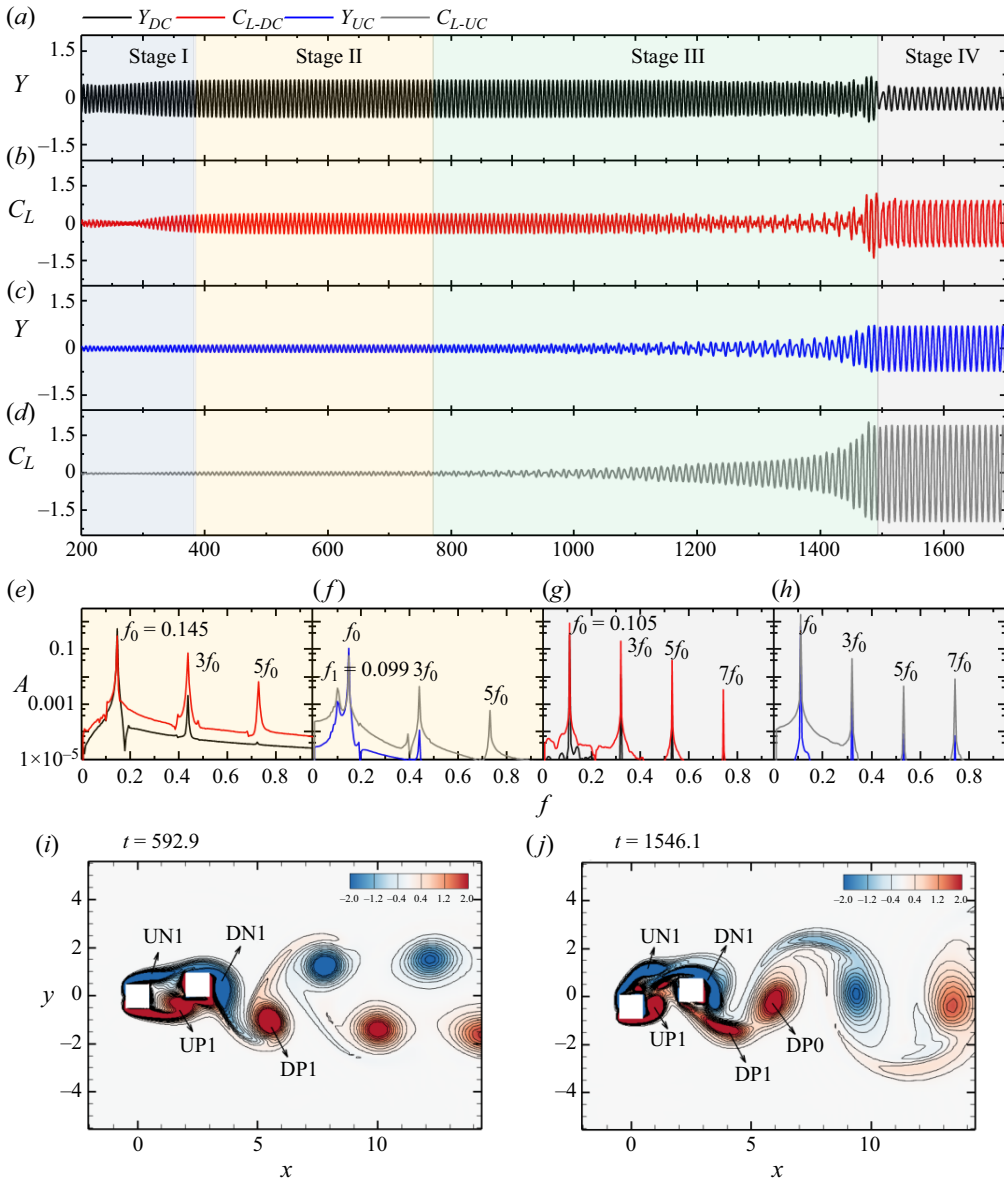 (a) Y_DC C_L-DC Y_UC C_L-UC
1.5 Stage I Stage II Stage III Stage IV
Y 0
−1.5
(b)
1.5
C_L 0
−1.5
(c)
1.5
Y 0
−1.5
(d)
1.5
C_L 0
−1.5
200 400 600 800 1000 1200 1400 1600
(e) (f) (g) (h)
f_0 = 0.145 f_0 f_0 = 0.105 f_0
0.1 3f_0 5f_0 f_1 = 0.099 3f_0 5f_0 3f_0 5f_0 7f_0 3f_0 5f_0 7f_0
A
0.001
1×10^−5
0 0.2 0.4 0.6 0.8 0 0.2 0.4 0.6 0.8 0 0.2 0.4 0.6 0.8 0 0.2 0.4 0.6 0.8
f
(i) t = 592.9 (j) t = 1546.1
4 4
-2.0 -1.2 -0.4 0.4 1.2 2.0 -2.0 -1.2 -0.4 0.4 1.2 2.0
UN1 DN1 UN1 DN1
2 2
y 0 0
UP1 DP1 UP1 DP1 DP0
−2 −2
−4 −4
0 5 10 0 5 10
x x